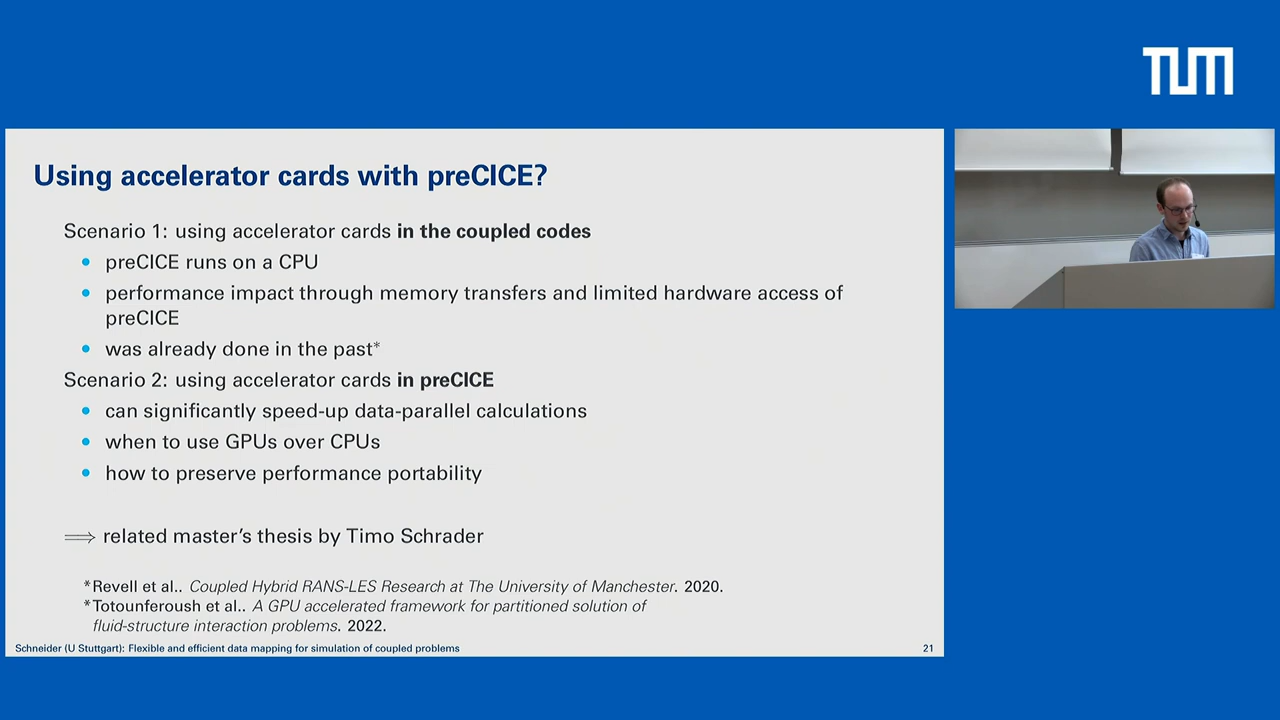 TUM
Using accelerator cards with preCICE?
Scenario 1: using accelerator cards in the coupled codes
• preCICE runs on a CPU
• performance impact through memory transfers and limited hardware access of
preCICE
• was already done in the past*
Scenario 2: using accelerator cards in preCICE
• can significantly speed-up data-parallel calculations
• when to use GPUs over CPUs
• how to preserve performance portability
⟹ related master's thesis by Timo Schrader
*Revell et al.. Coupled Hybrid RANS-LES Research at The University of Manchester. 2020.
*Totounferoush et al.. A GPU accelerated framework for partitioned solution of
fluid-structure interaction problems. 2022.
Schneider (U Stuttgart): Flexible and efficient data mapping for simulation of coupled problems 21